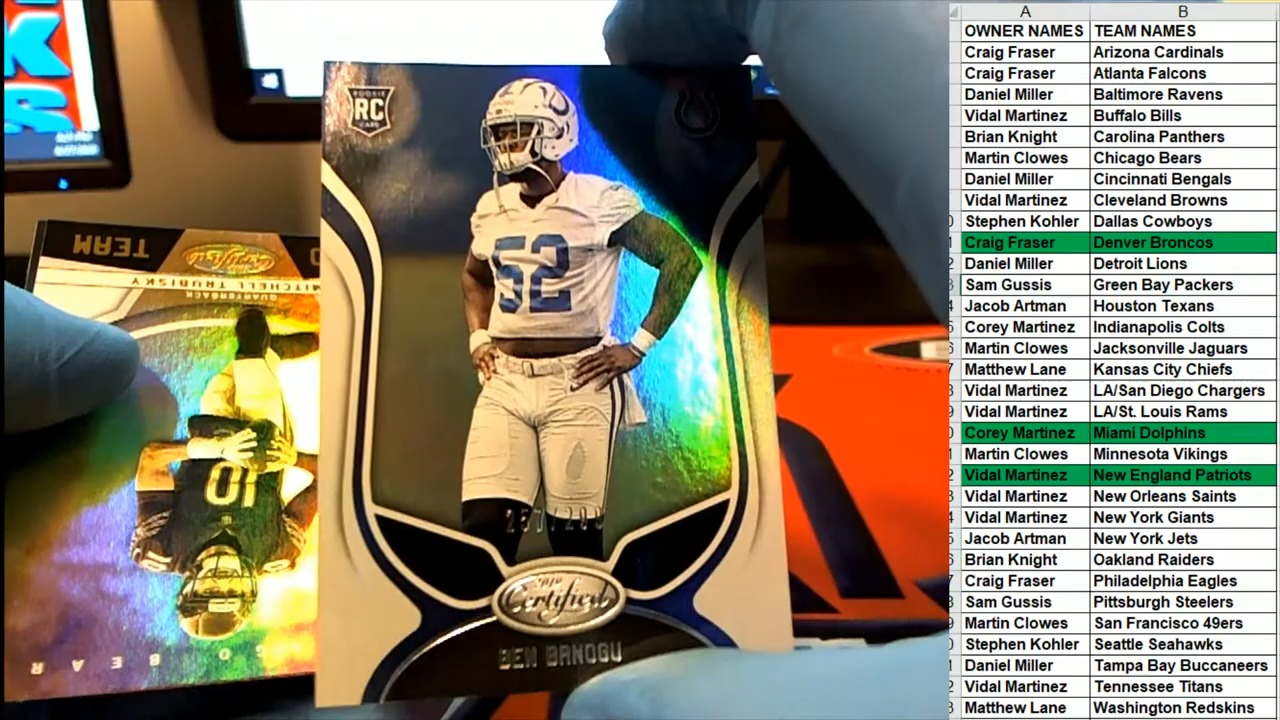 ROOKIE
RC
CARD
52
2019
Certified
BEN BANOGU
TEAM
Certified
MITCHELL TRUBISKY
QUARTERBACK
10
GO BEAR
A B
OWNER NAMES TEAM NAMES
Craig Fraser Arizona Cardinals
Craig Fraser Atlanta Falcons
Daniel Miller Baltimore Ravens
Vidal Martinez Buffalo Bills
Brian Knight Carolina Panthers
Martin Clowes Chicago Bears
Daniel Miller Cincinnati Bengals
Vidal Martinez Cleveland Browns
Stephen Kohler Dallas Cowboys
Craig Fraser Denver Broncos
Daniel Miller Detroit Lions
Sam Gussis Green Bay Packers
Jacob Artman Houston Texans
Corey Martinez Indianapolis Colts
Martin Clowes Jacksonville Jaguars
Matthew Lane Kansas City Chiefs
Vidal Martinez LA/San Diego Chargers
Vidal Martinez LA/St. Louis Rams
Corey Martinez Miami Dolphins
Martin Clowes Minnesota Vikings
Vidal Martinez New England Patriots
Vidal Martinez New Orleans Saints
Vidal Martinez New York Giants
Jacob Artman New York Jets
Brian Knight Oakland Raiders
Craig Fraser Philadelphia Eagles
Sam Gussis Pittsburgh Steelers
Martin Clowes San Francisco 49ers
Stephen Kohler Seattle Seahawks
Daniel Miller Tampa Bay Buccaneers
Vidal Martinez Tennessee Titans
Matthew Lane Washington Redskins